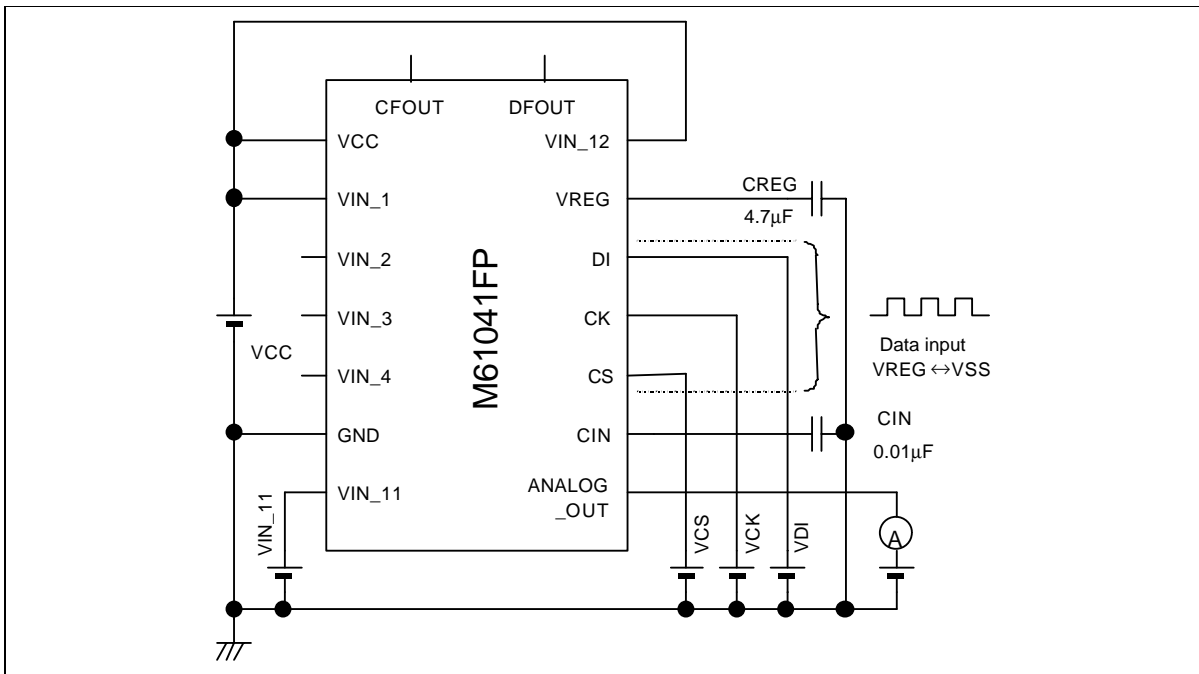 CFOUT
DFOUT
VCC
VIN_12
VIN_1
VREG
CREG
4.7μF
VIN_2
DI
VIN_3
CK
VCC
VIN_4
CS
M61041FP
Data input
VREG ↔VSS
GND
CIN
CIN
0.01μF
VIN_11
ANALOG
_OUT
VIN_11
VCS
VCK
VDI
A